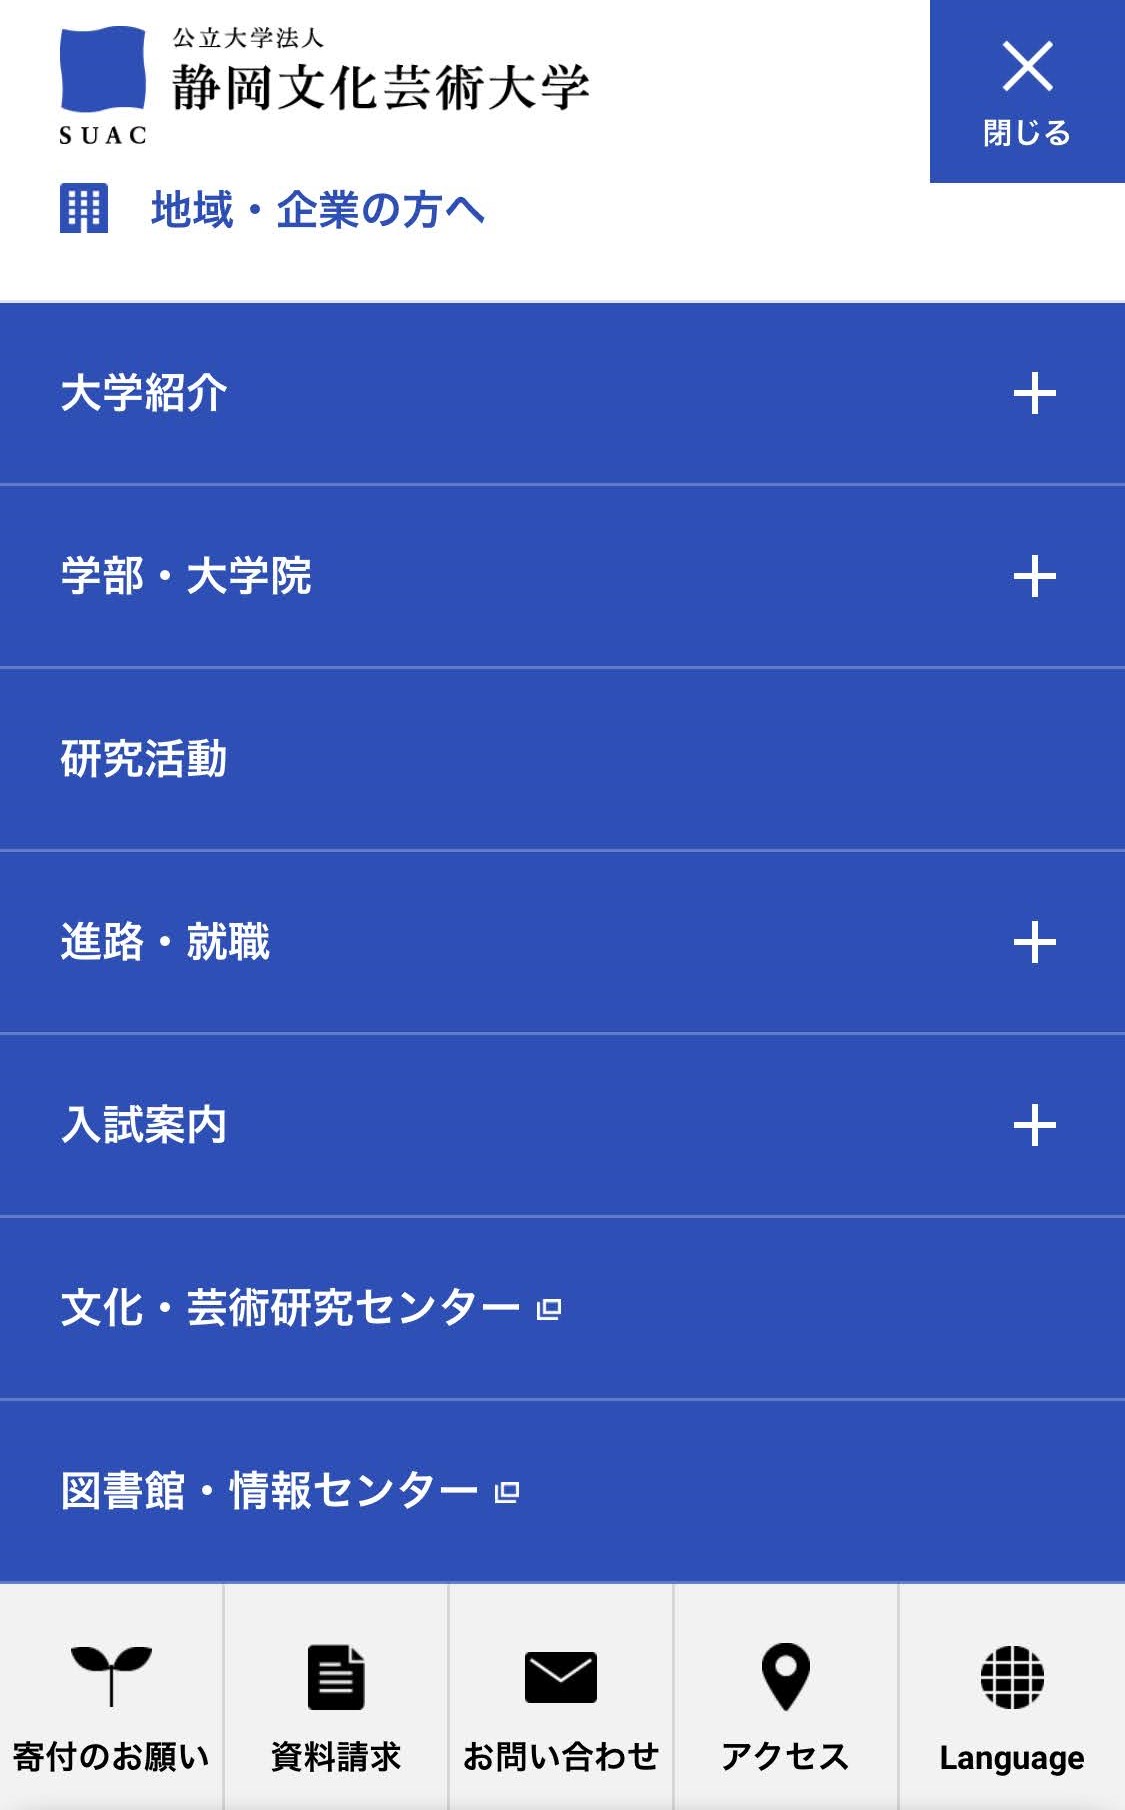 公立大学法人
静岡文化芸術大学
SUAC
閉じる
地域・企業の方へ
大学紹介
学部・大学院
研究活動
進路・就職
入試案内
文化・芸術研究センター
図書館・情報センター
寄付のお願い
資料請求
お問い合わせ
アクセス
Language